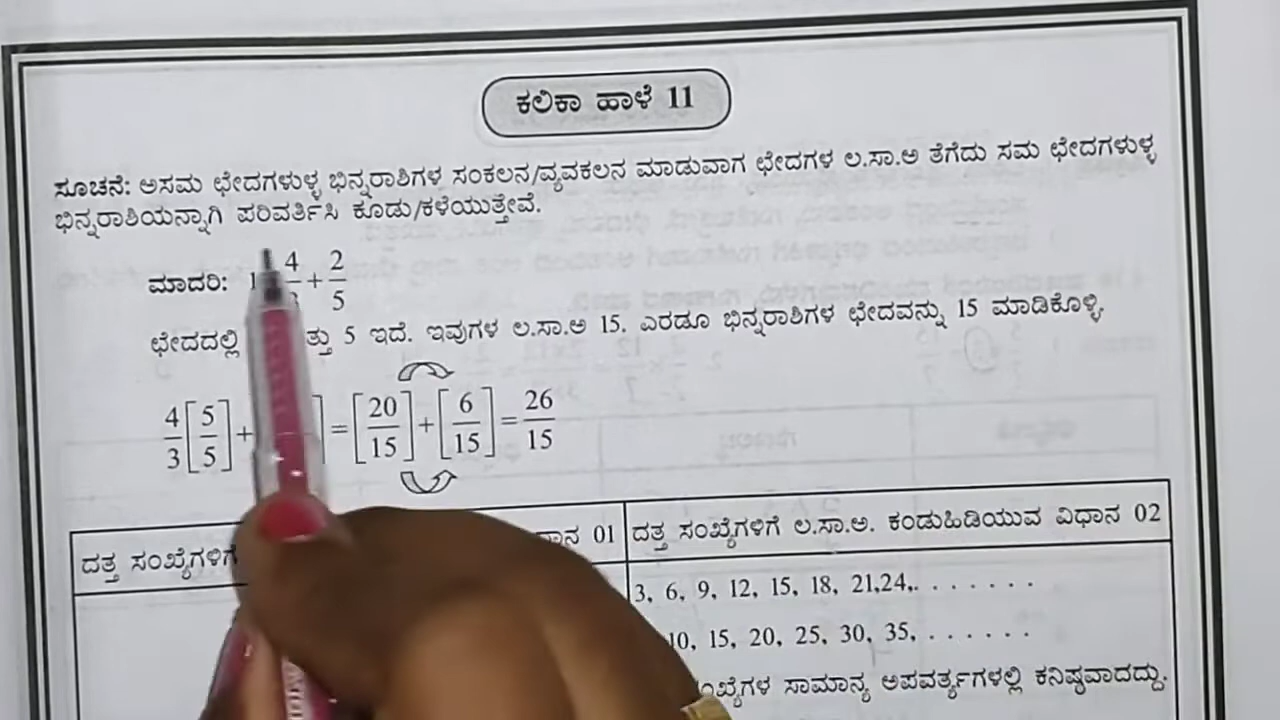 ಕಲಿಕಾ ಹಾಳೆ 11
ಸೂಚನೆ: ಅಸಮ ಛೇದಗಳುಳ್ಳ ಭಿನ್ನರಾಶಿಗಳ ಸಂಕಲನ/ವ್ಯವಕಲನ ಮಾಡುವಾಗ ಛೇದಗಳ ಲ.ಸಾ.ಅ ತೆಗೆದು ಸಮ ಛೇದಗಳುಳ್ಳ
ಭಿನ್ನರಾಶಿಯನ್ನಾಗಿ ಪರಿವರ್ತಿಸಿ ಕೂಡು/ಕಳೆಯುತ್ತೇವೆ.
ಮಾದರಿ: 1 4/3 + 2/5
ಛೇದದಲ್ಲಿ ತ್ತು 5 ಇದೆ. ಇವುಗಳ ಲ.ಸಾ.ಅ 15. ಎರಡೂ ಭಿನ್ನರಾಶಿಗಳ ಛೇದವನ್ನು 15 ಮಾಡಿಕೊಳ್ಳಿ.
4/3 [5/5] + ] = [20/15] + [6/15] = 26/15
ದತ್ತ ಸಂಖ್ಯೆಗಳಿಗೆ ಾನ 01
ದತ್ತ ಸಂಖ್ಯೆಗಳಿಗೆ ಲ.ಸಾ.ಅ. ಕಂಡುಹಿಡಿಯುವ ವಿಧಾನ 02
3, 6, 9, 12, 15, 18, 21,24,. . . . . . .
10, 15, 20, 25, 30, 35, . . . . . .
ಂಖ್ಯೆಗಳ ಸಾಮಾನ್ಯ ಅಪವರ್ತ್ಯಗಳಲ್ಲಿ ಕನಿಷ್ಠವಾದದ್ದು.